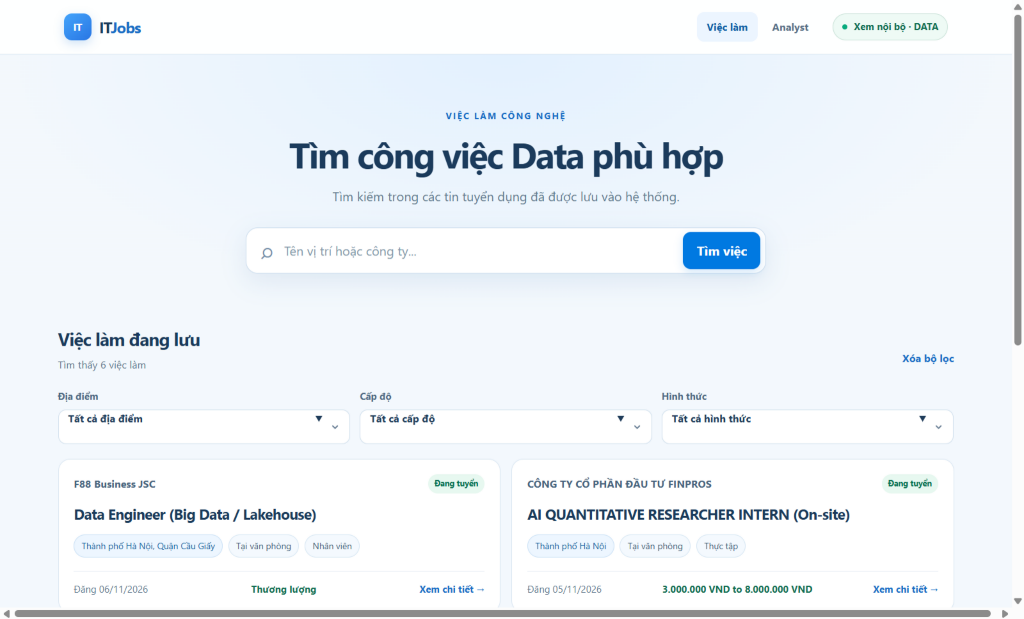 IT ITJobs
Việc làm
Analyst
Xem nội bộ · DATA
VIỆC LÀM CÔNG NGHỆ
Tìm công việc Data phù hợp
Tìm kiếm trong các tin tuyển dụng đã được lưu vào hệ thống.
Tên vị trí hoặc công ty...
Tìm việc
Việc làm đang lưu
Tìm thấy 6 việc làm
Xóa bộ lọc
Địa điểm
Tất cả địa điểm
Cấp độ
Tất cả cấp độ
Hình thức
Tất cả hình thức
F88 Business JSC
Đang tuyển
Data Engineer (Big Data / Lakehouse)
Thành phố Hà Nội, Quận Cầu Giấy
Tại văn phòng
Nhân viên
Đăng 06/11/2026
Thương lượng
Xem chi tiết →
CÔNG TY CỔ PHẦN ĐẦU TƯ FINPROS
Đang tuyển
AI QUANTITATIVE RESEARCHER INTERN (On-site)
Thành phố Hà Nội
Tại văn phòng
Thực tập
Đăng 05/11/2026
3.000.000 VND to 8.000.000 VND
Xem chi tiết →